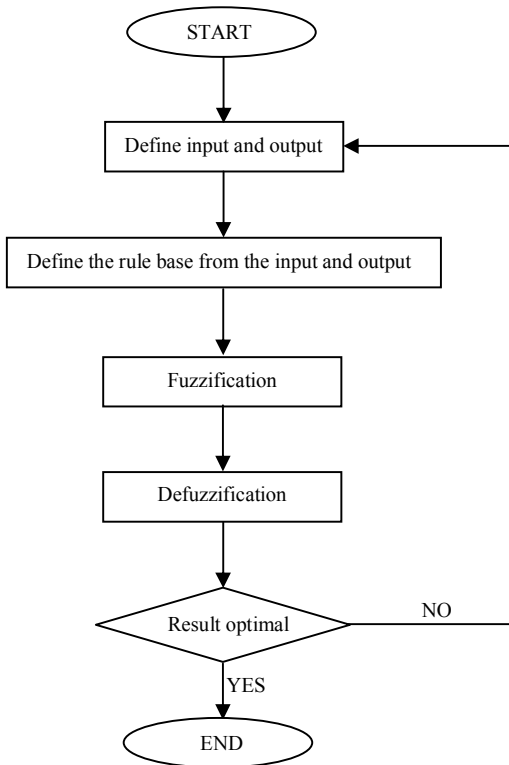 START
Define input and output
Define the rule base from the input and output
Fuzzification
Defuzzification
Result optimal
NO
YES
END